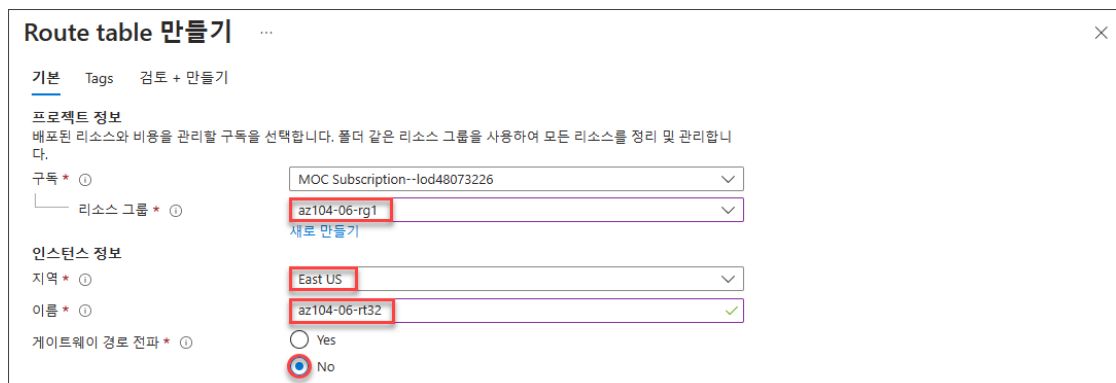 Route table 만들기 ...
기본 Tags 검토 + 만들기
프로젝트 정보
배포된 리소스와 비용을 관리할 구독을 선택합니다. 폴더 같은 리소스 그룹을 사용하여 모든 리소스를 정리 및 관리합니
다.
구독 * MOC Subscription--lod48073226
리소스 그룹 * az104-06-rg1
새로 만들기
인스턴스 정보
지역 * East US
이름 * az104-06-rt32
게이트웨이 경로 전파 * Yes
No